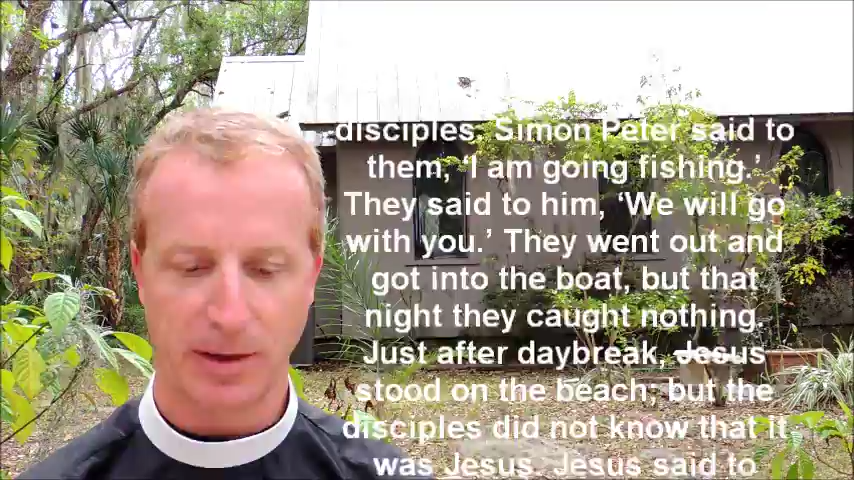 disciples. Simon Peter said to
them, ‘I am going fishing.’
They said to him, ‘We will go
with you.’ They went out and
got into the boat, but that
night they caught nothing.
Just after daybreak, Jesus
stood on the beach; but the
disciples did not know that it
was Jesus. Jesus said to